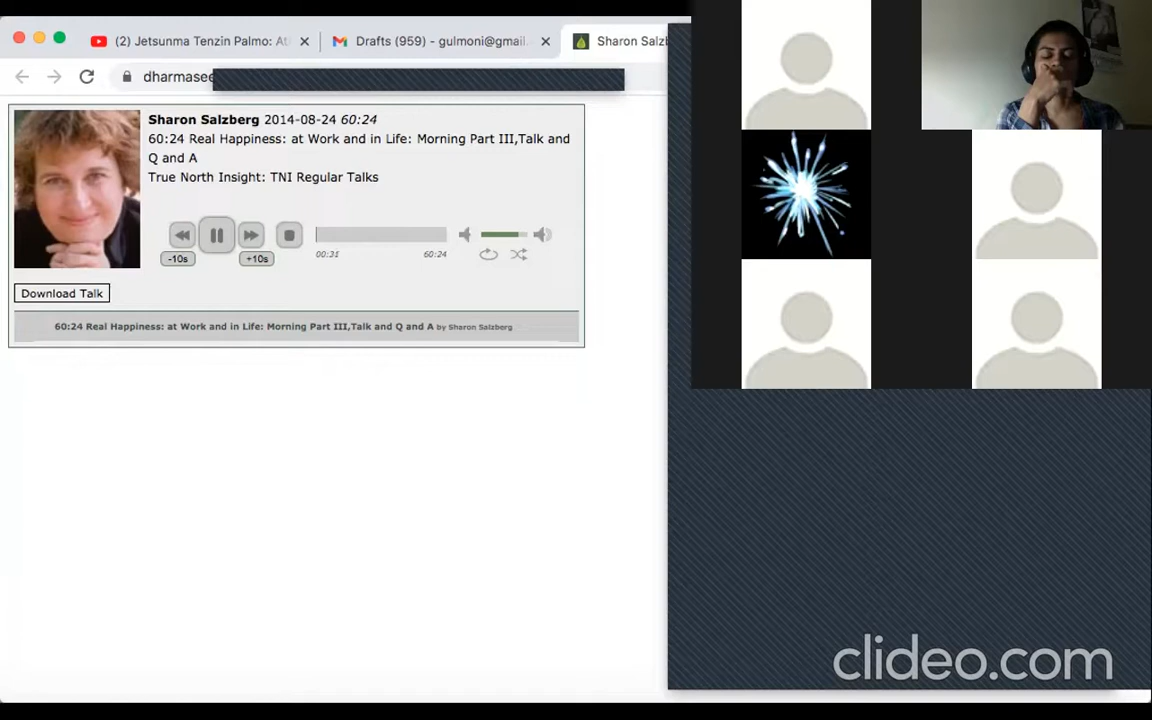 (2) Jetsunma Tenzin Palmo: At
Drafts (959) - gulmoni@gmail.
Sharon Salzb
dharmasee
Sharon Salzberg 2014-08-24 60:24
60:24 Real Happiness: at Work and in Life: Morning Part III,Talk and
Q and A
True North Insight: TNI Regular Talks
00:31
60:24
-10s
+10s
Download Talk
60:24 Real Happiness: at Work and in Life: Morning Part III,Talk and Q and A by Sharon Salzberg
clideo.com